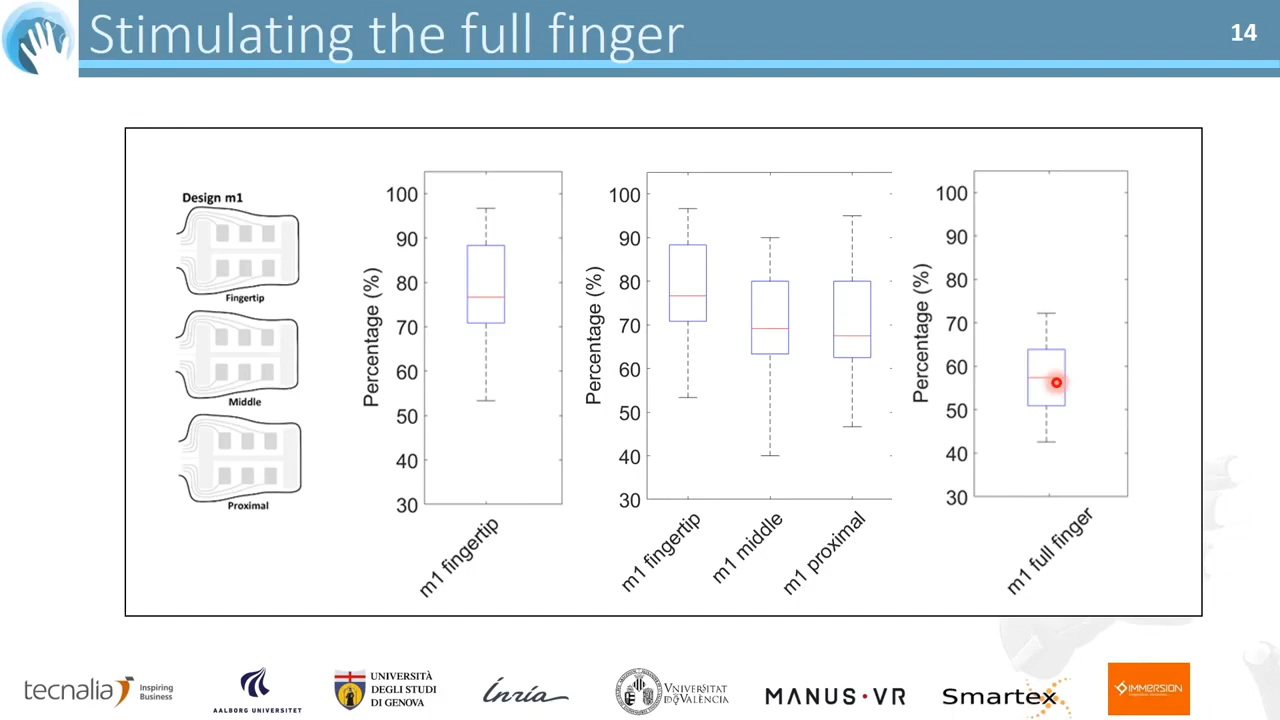 Stimulating the full finger
14
Design m1
Fingertip
Middle
Proximal
Percentage (%)
100
90
80
70
60
50
40
30
m1 fingertip
Percentage (%)
100
90
80
70
60
50
40
30
m1 fingertip
m1 middle
m1 proximal
Percentage (%)
100
90
80
70
60
50
40
30
m1 full finger
tecnalia
Inspiring
Business
AALBORG UNIVERSITET
UNIVERSITÀ
DEGLI STUDI
DI GENOVA
Inria
VNIVERSITAT
ID VALÈNCIA
MANUS VR
Smartex
IMMERSION